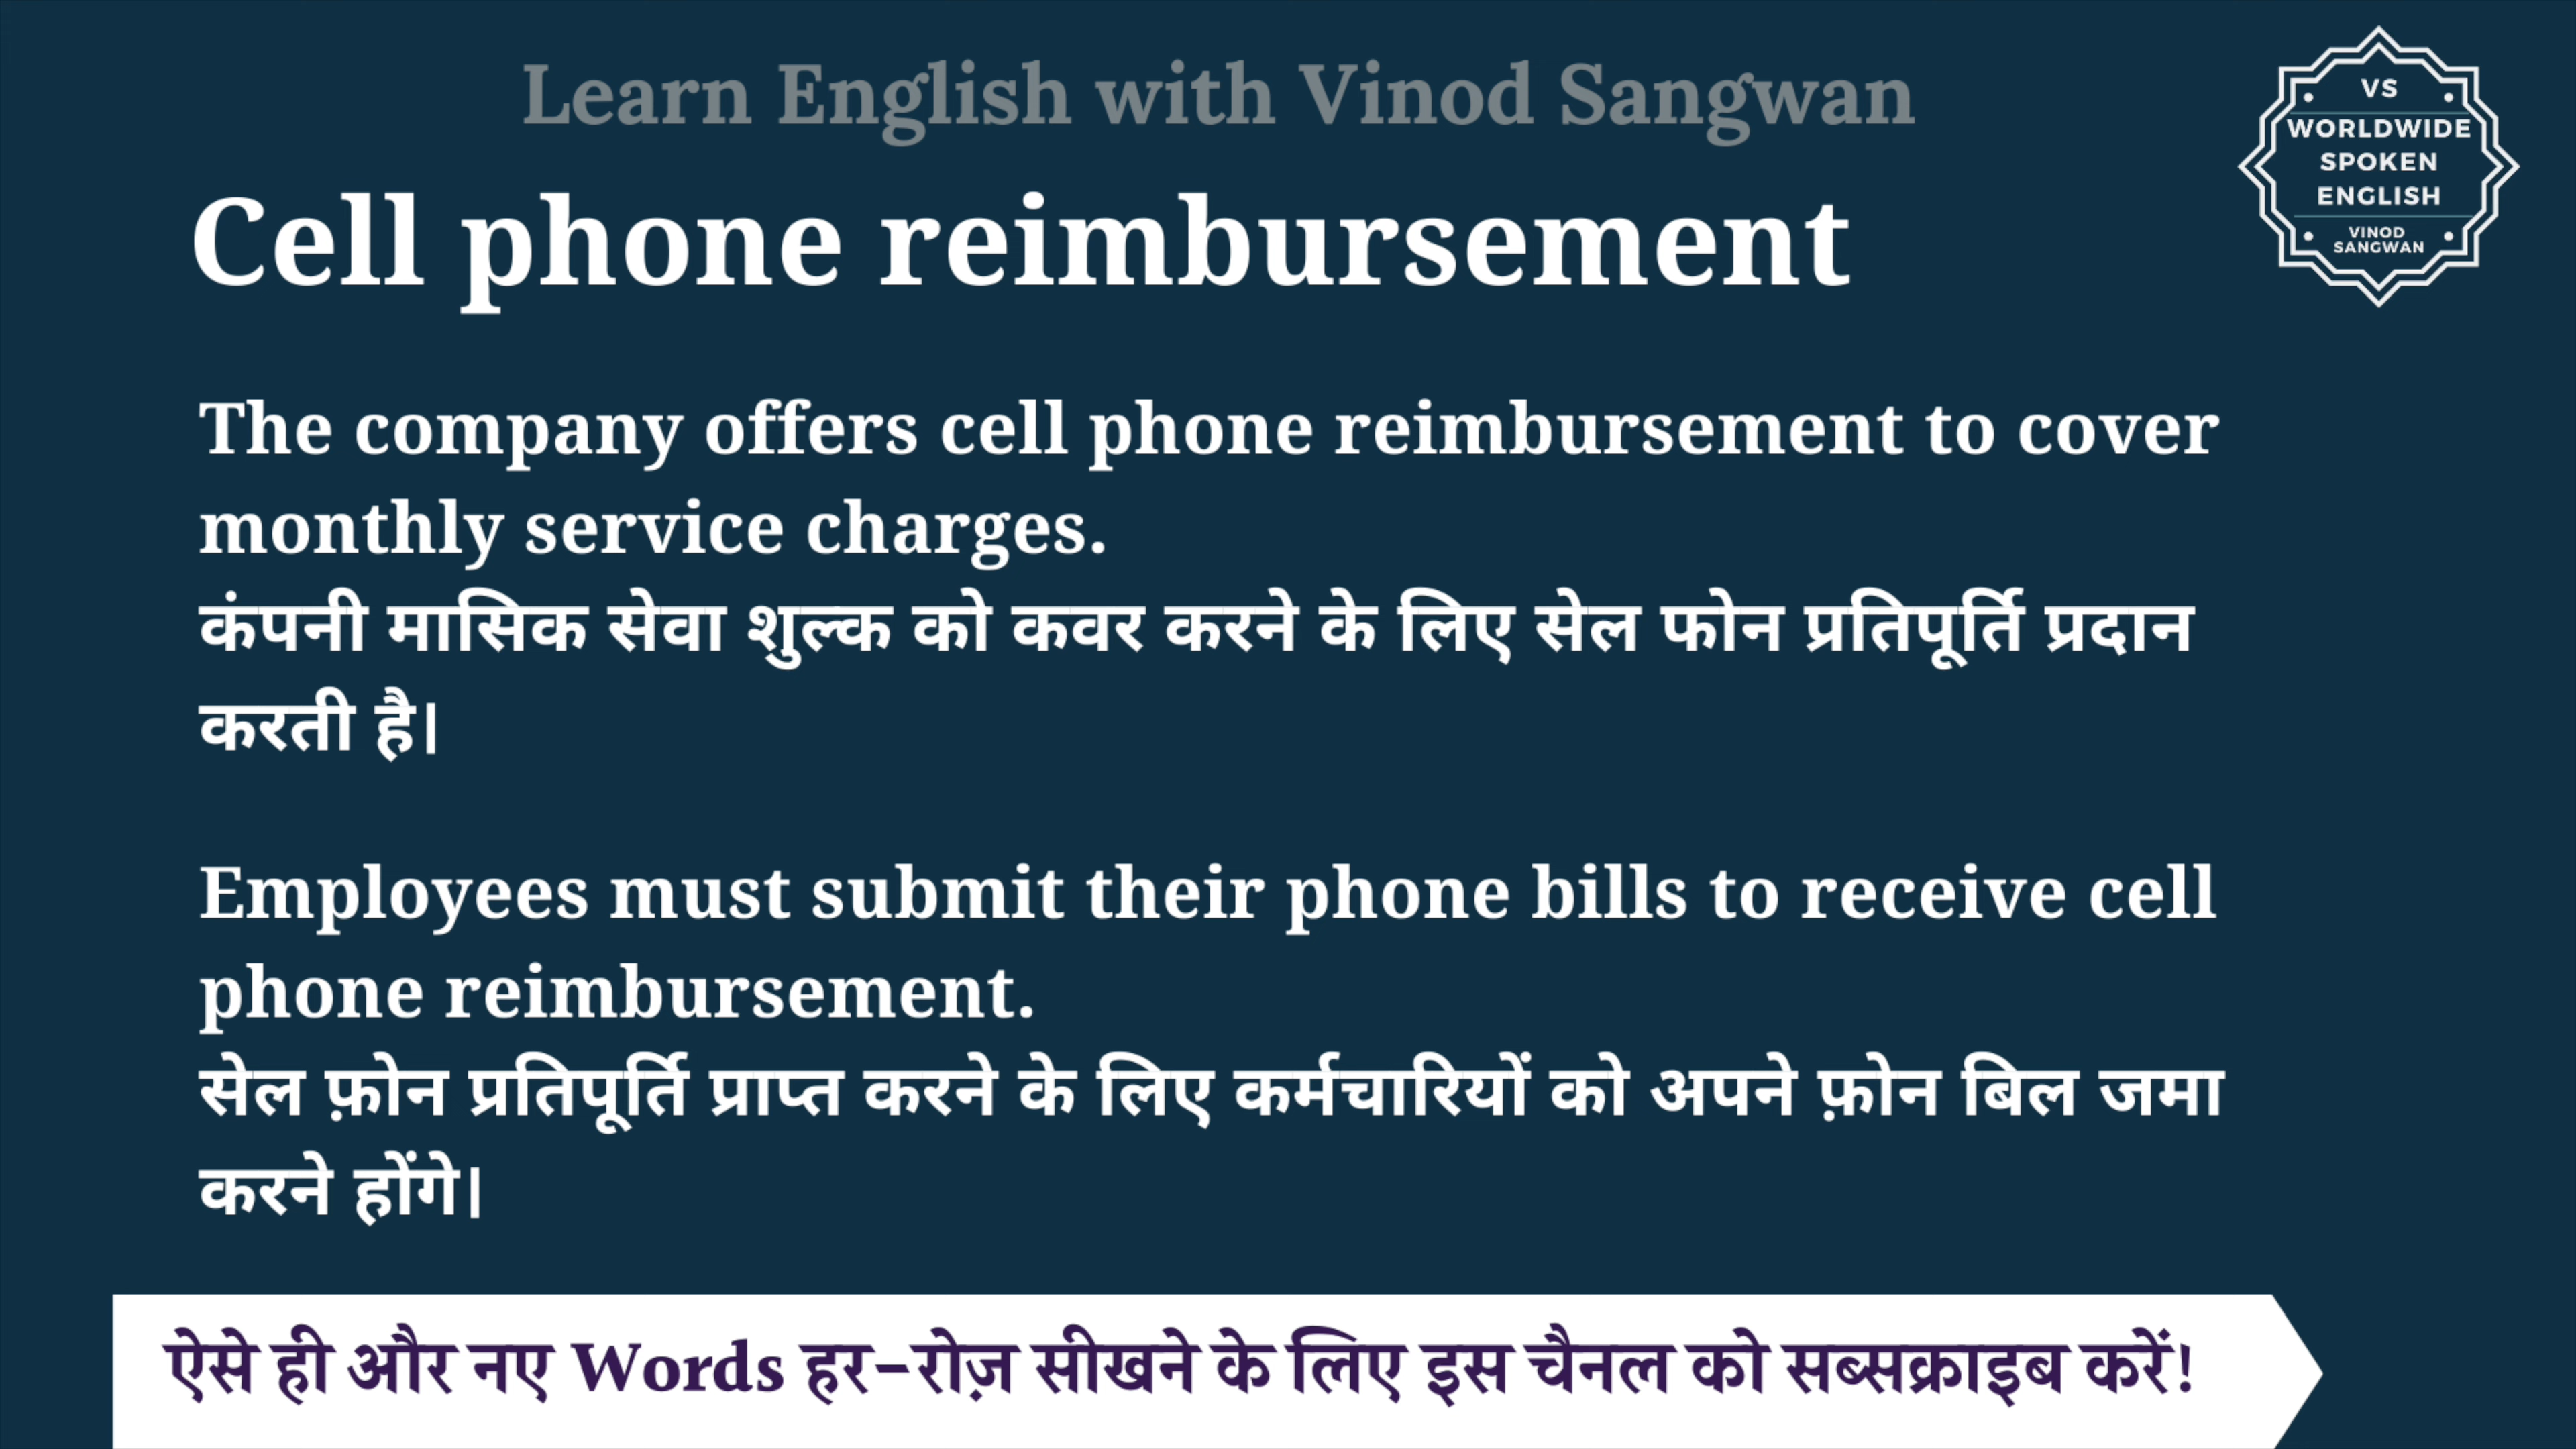 Learn English with Vinod Sangwan
VS
WORLDWIDE
SPOKEN
ENGLISH
VINOD
SANGWAN
Cell phone reimbursement
The company offers cell phone reimbursement to cover
monthly service charges.
कंपनी मासिक सेवा शुल्क को कवर करने के लिए सेल फोन प्रतिपूर्ति प्रदान
करती है।
Employees must submit their phone bills to receive cell
phone reimbursement.
सेल फ़ोन प्रतिपूर्ति प्राप्त करने के लिए कर्मचारियों को अपने फ़ोन बिल जमा
करने होंगे।
ऐसे ही और नए Words हर-रोज़ सीखने के लिए इस चैनल को सब्सक्राइब करें!